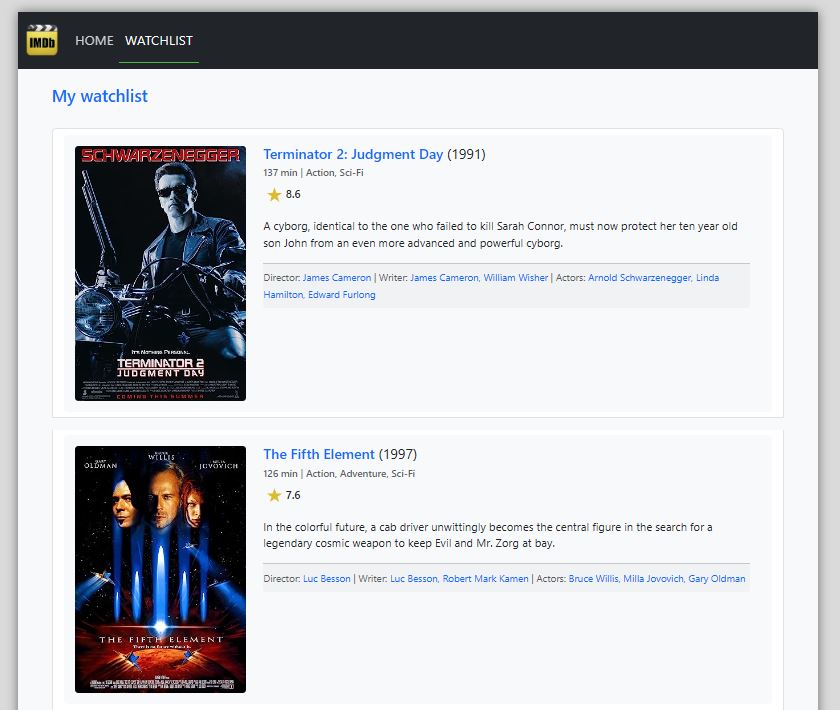 IMDb
HOME WATCHLIST
My watchlist
SCHWARZENEGGER
IT'S NOTHING PERSONAL.
TERMINATOR 2
JUDGMENT DAY
COMING THIS SUMMER
Terminator 2: Judgment Day (1991)
137 min | Action, Sci-Fi
8.6
A cyborg, identical to the one who failed to kill Sarah Connor, must now protect her ten year old
son John from an even more advanced and powerful cyborg.
Director: James Cameron | Writer: James Cameron, William Wisher | Actors: Arnold Schwarzenegger, Linda
Hamilton, Edward Furlong
OLDMAN WILLIS JOVOVICH
THE FIFTH ELEMENT
There is no future without it.
The Fifth Element (1997)
126 min | Action, Adventure, Sci-Fi
7.6
In the colorful future, a cab driver unwittingly becomes the central figure in the search for a
legendary cosmic weapon to keep Evil and Mr. Zorg at bay.
Director: Luc Besson | Writer: Luc Besson, Robert Mark Kamen | Actors: Bruce Willis, Milla Jovovich, Gary Oldman